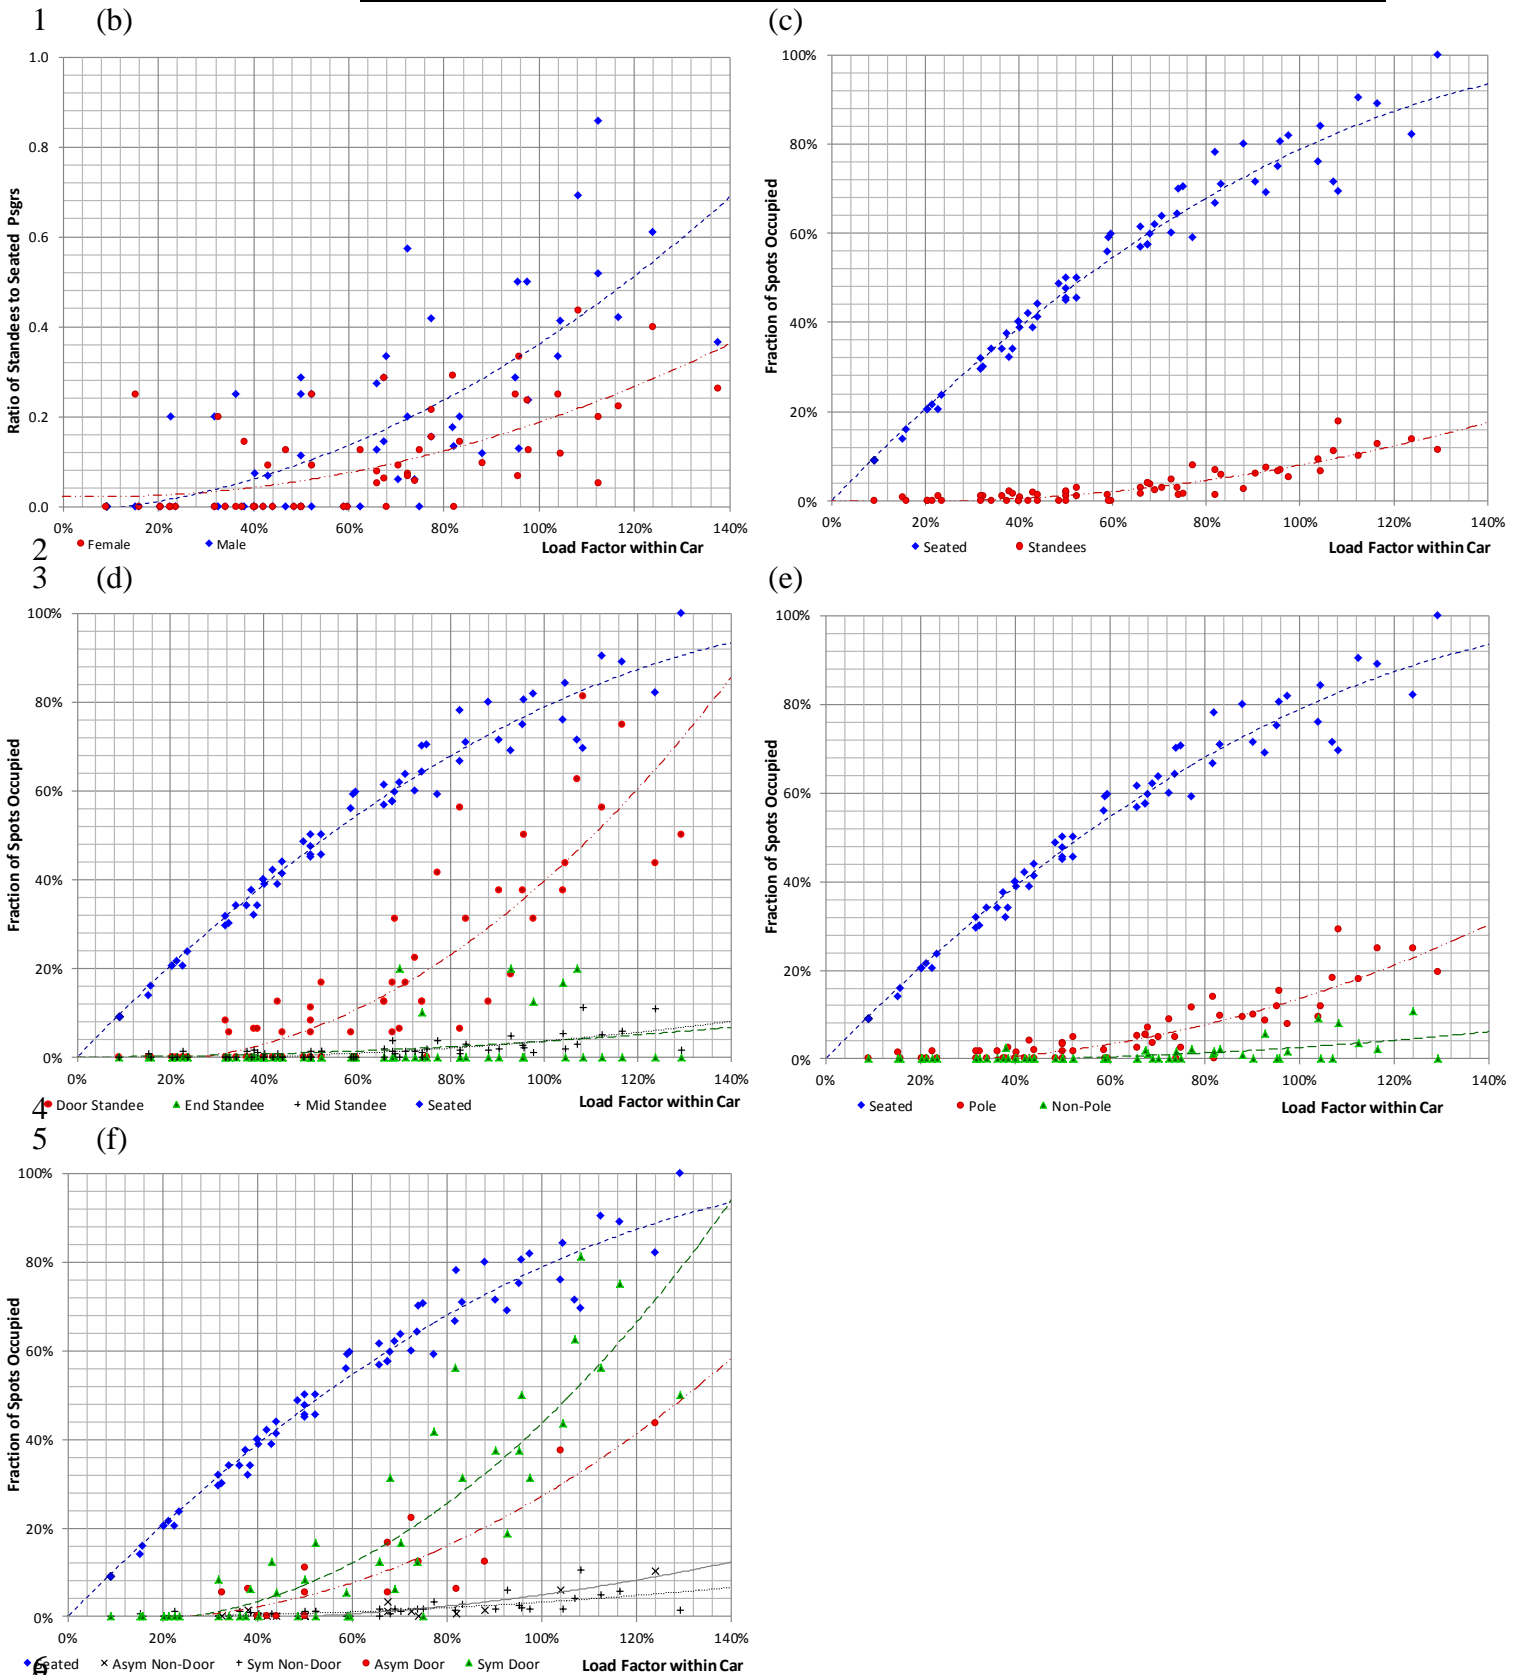 1 (b) (c)
1.0
0.8
0.6
0.4
0.2
0.0
Ratio of Standees to Seated Psgrs
0% 20% 40% 60% 80% 100% 120% 140%
Female Male Load Factor within Car
100%
80%
60%
40%
20%
0%
Fraction of Spots Occupied
0% 20% 40% 60% 80% 100% 120% 140%
Seated Standees Load Factor within Car
2
3 (d) (e)
100%
80%
60%
40%
20%
0%
Fraction of Spots Occupied
0% 20% 40% 60% 80% 100% 120% 140%
Door Standee End Standee Mid Standee Seated Load Factor within Car
100%
80%
60%
40%
20%
0%
Fraction of Spots Occupied
0% 20% 40% 60% 80% 100% 120% 140%
Seated Pole Non-Pole Load Factor within Car
4
5 (f)
100%
80%
60%
40%
20%
0%
Fraction of Spots Occupied
0% 20% 40% 60% 80% 100% 120% 140%
Seated Asym Non-Door Sym Non-Door Asym Door Sym Door Load Factor within Car
6